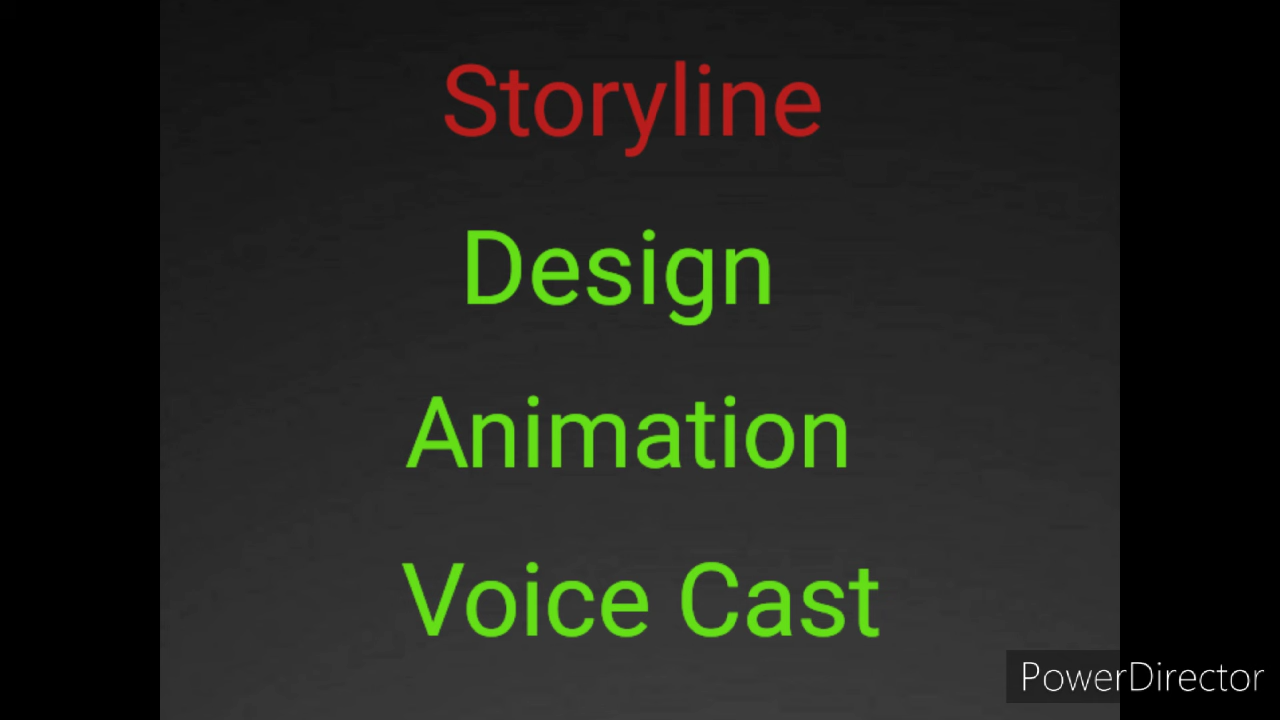 Storyline
Design
Animation
Voice Cast
PowerDirector